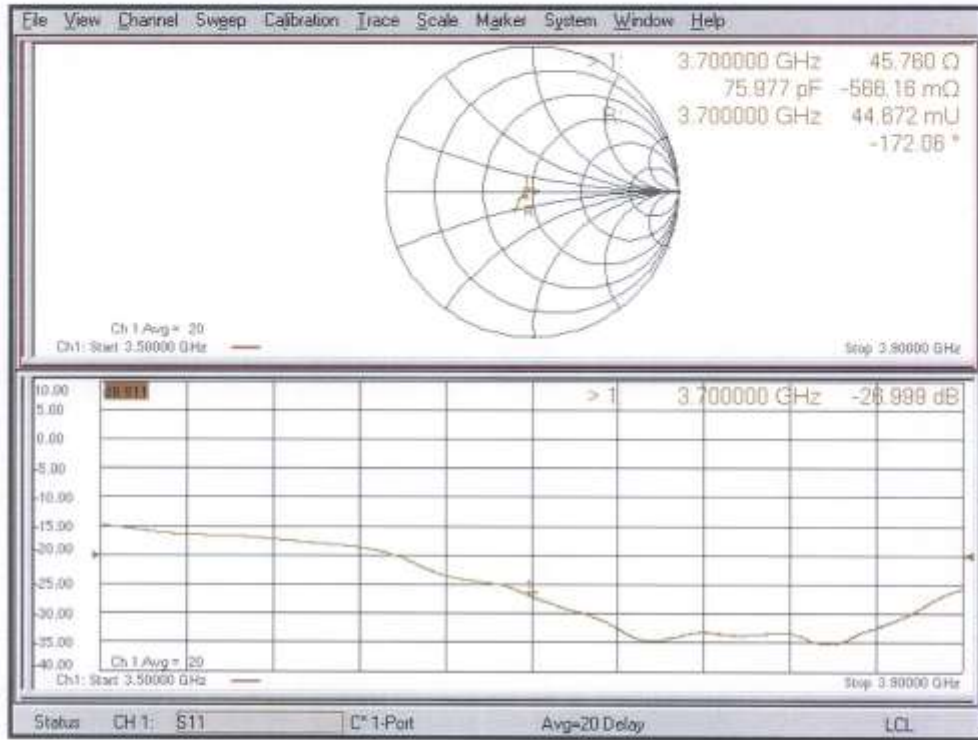 File View Channel Sweep Calibration Trace Scale Marker System Window Help
> 1: 3.700000 GHz 45.760 Ω
75.977 pF -566.16 mΩ
R: 3.700000 GHz 44.672 mU
-172.06 °
Ch 1 Avg = 20
Ch1: Start 3.50000 GHz
Stop 3.90000 GHz
10.00
> 1 3.700000 GHz -26.999 dB
5.00
0.00
-5.00
-10.00
-15.00
-20.00
-25.00
1
-30.00
-35.00
-40.00
Ch 1 Avg = 20
Ch1: Start 3.50000 GHz
Stop 3.90000 GHz
Status CH 1: S11 C* 1-Port Avg=20 Delay LCL